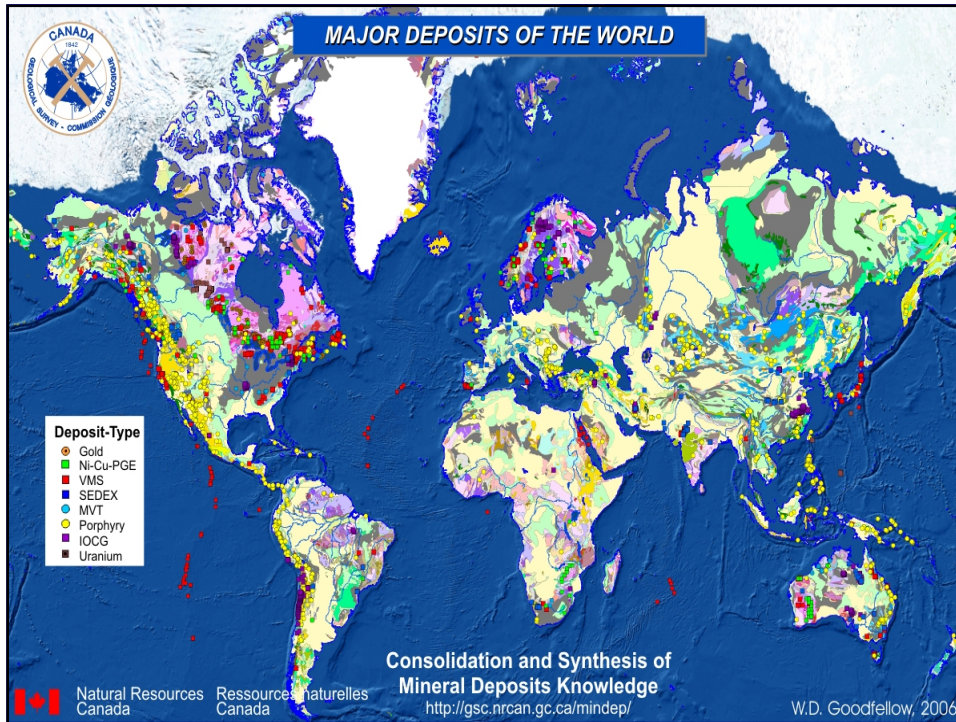 MAJOR DEPOSITS OF THE WORLD
CANADA
1842
GEOLOGICAL SURVEY - COMMISSION GÉOLOGIQUE
Deposit-Type
Gold
Ni-Cu-PGE
VMS
SEDEX
MVT
Porphyry
IOCG
Uranium
Consolidation and Synthesis of
Mineral Deposits Knowledge
http://gsc.nrcan.gc.ca/mindep/
Natural Resources
Canada
Ressources naturelles
Canada
W.D. Goodfellow, 2006